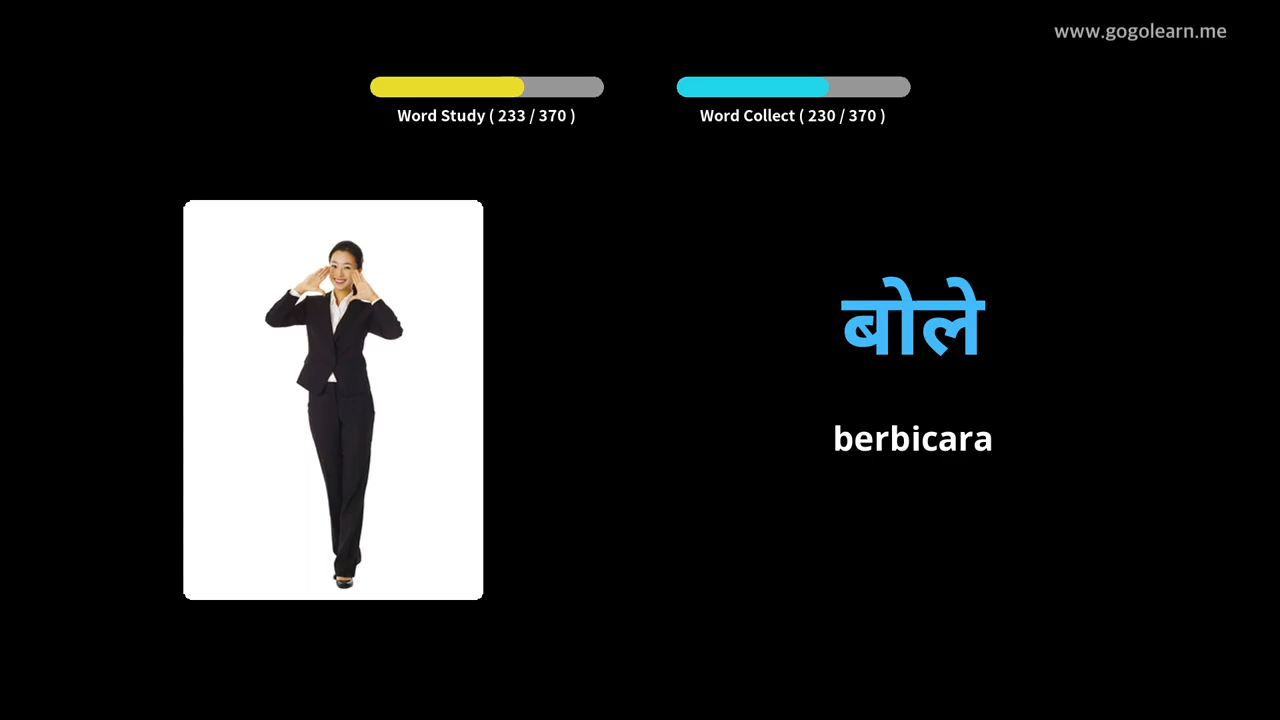 www.gogolearn.me
Word Study ( 233 / 370 )
Word Collect ( 230 / 370 )
बोले
berbicara